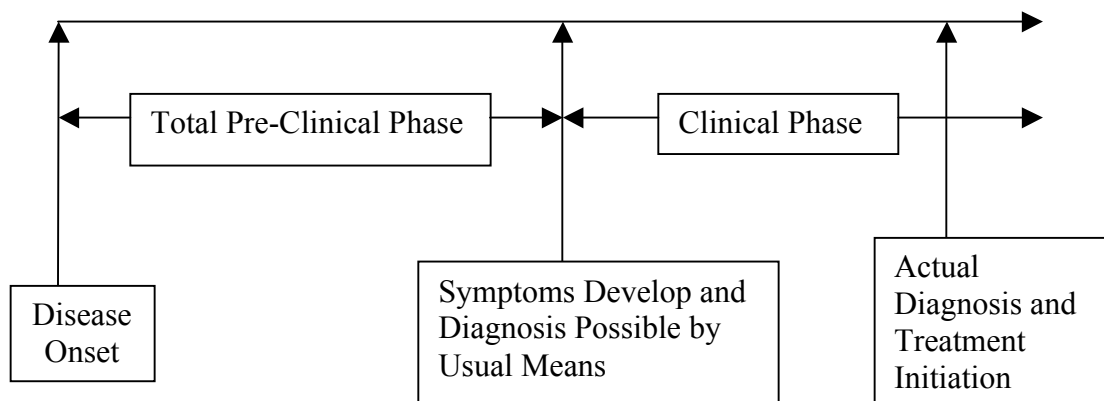 Total Pre-Clinical Phase
Clinical Phase
Disease
Onset
Symptoms Develop and
Diagnosis Possible by
Usual Means
Actual
Diagnosis and
Treatment
Initiation